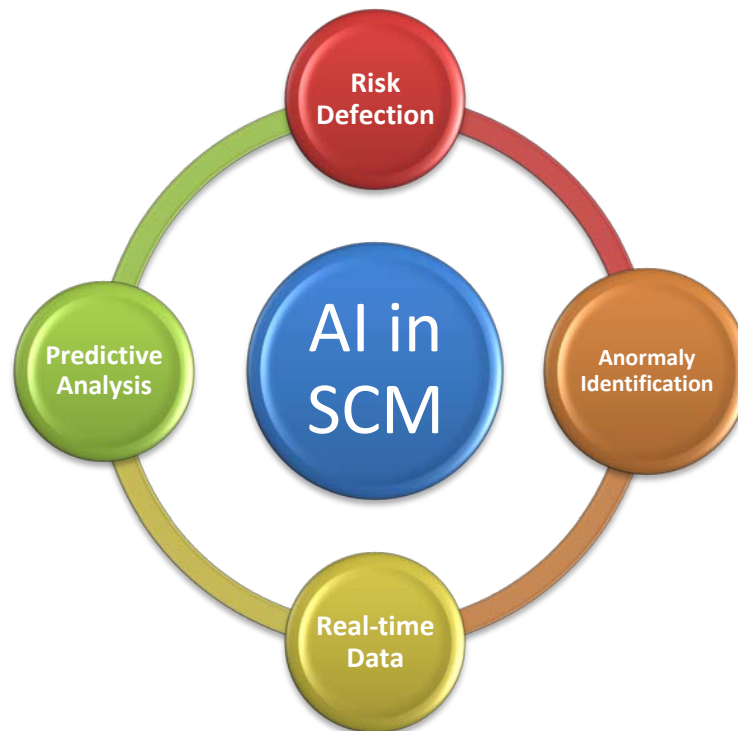 Risk
Defection
AI in
SCM
Predictive
Analysis
Anormaly
Identification
Real-time
Data